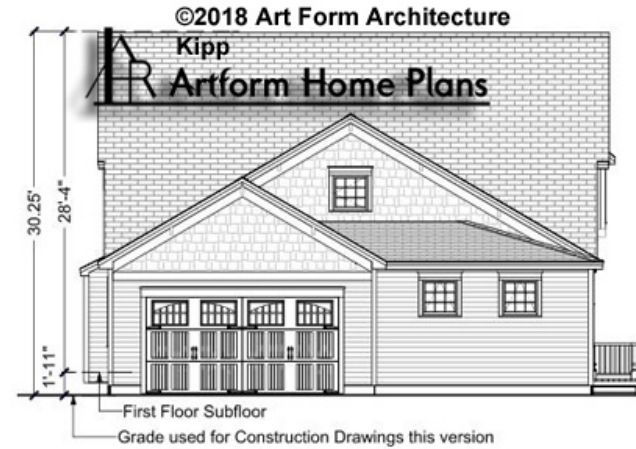 ©2018 Art Form Architecture
Kipp
AR Artform Home Plans
30.25'
28'-4"
1'-11"
First Floor Subfloor
Grade used for Construction Drawings this version